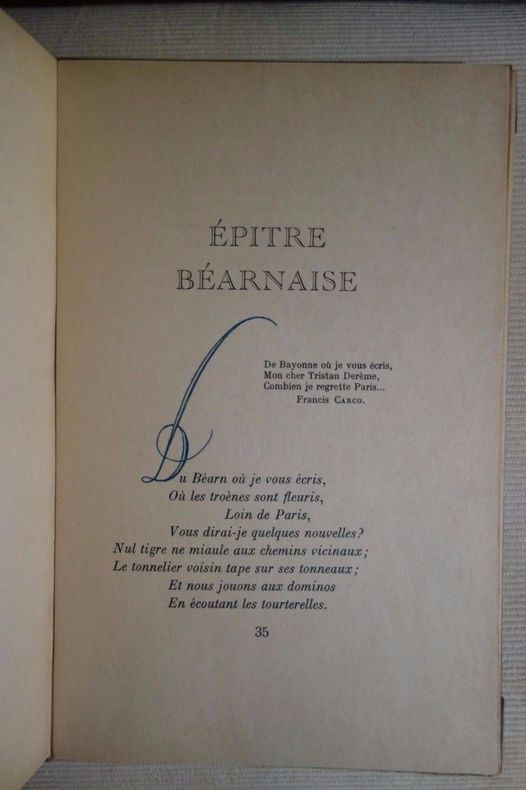 ÉPITRE
BÉARNAISE
De Bayonne où je vous écris,
Mon cher Tristan Derème,
Combien je regrette Paris...
Francis CARCO.
Du Béarn où je vous écris,
Où les troènes sont fleuris,
Loin de Paris,
Vous dirai-je quelques nouvelles?
Nul tigre ne miaule aux chemins vicinaux;
Le tonnelier voisin tape sur ses tonneaux;
Et nous jouons aux dominos
En écoutant les tourterelles.
35